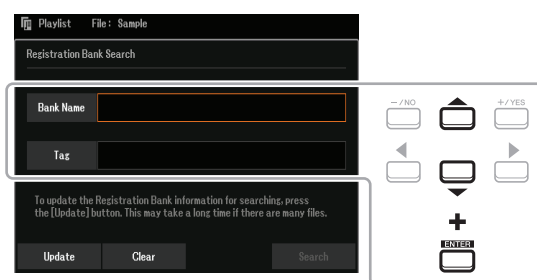 Playlist File: Sample
Registration Bank Search
Bank Name
Tag
To update the Registration Bank information for searching, press
the [Update] button. This may take a long time if there are many files.
Update Clear Search
-/NO +/YES
+
ENTER